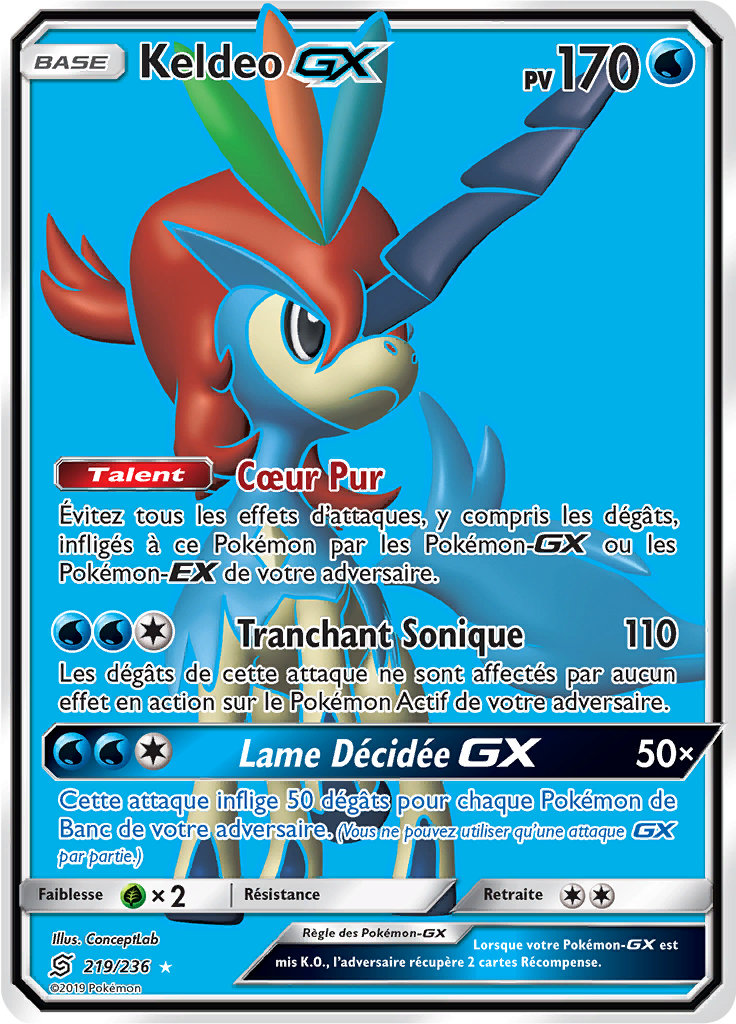 BASE Keldeo GX PV 170
Talent Cœur Pur
Évitez tous les effets d'attaques, y compris les dégâts,
infligés à ce Pokémon par les Pokémon-GX ou les
Pokémon-EX de votre adversaire.
Tranchant Sonique 110
Les dégâts de cette attaque ne sont affectés par aucun
effet en action sur le Pokémon Actif de votre adversaire.
Lame Décidée GX 50×
Cette attaque inflige 50 dégâts pour chaque Pokémon de
Banc de votre adversaire. (Vous ne pouvez utiliser qu'une attaque GX
par partie.)
Faiblesse ×2 Résistance Retraite
Illus. ConceptLab
219/236
©2019 Pokémon
Règle des Pokémon-GX
Lorsque votre Pokémon-GX est
mis K.O., l'adversaire récupère 2 cartes Récompense.